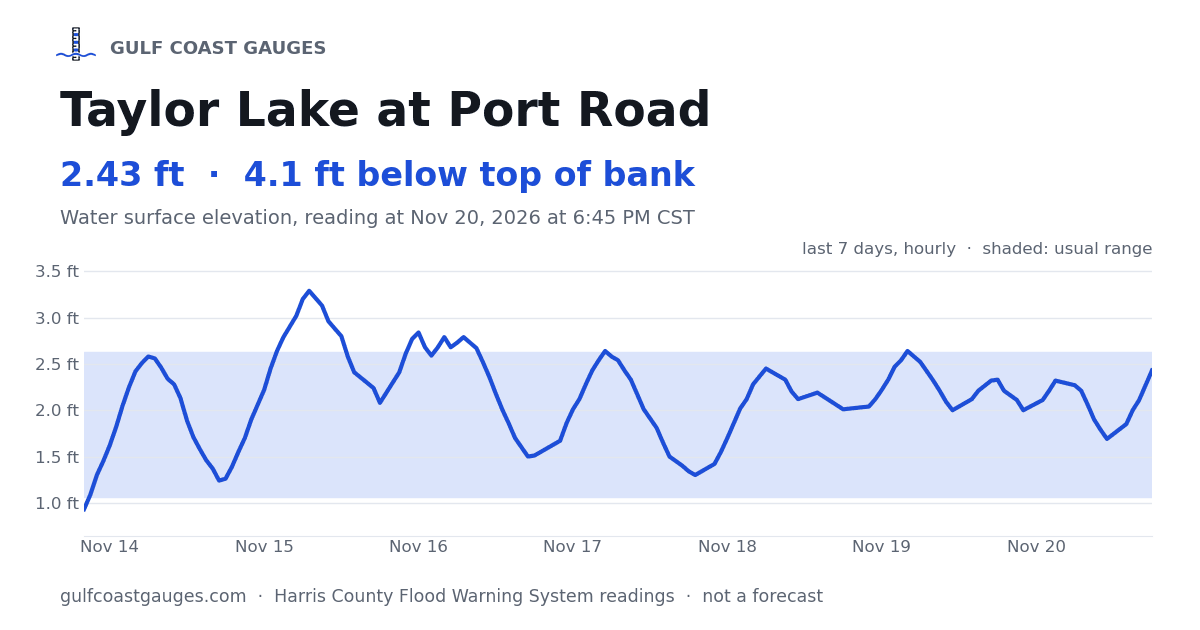 GULF COAST GAUGES
Taylor Lake at Port Road
2.43 ft · 4.1 ft below top of bank
Water surface elevation, reading at Nov 20, 2026 at 6:45 PM CST
last 7 days, hourly · shaded: usual range
3.5 ft
3.0 ft
2.5 ft
2.0 ft
1.5 ft
1.0 ft
Nov 14 Nov 15 Nov 16 Nov 17 Nov 18 Nov 19 Nov 20
gulfcoastgauges.com · Harris County Flood Warning System readings · not a forecast